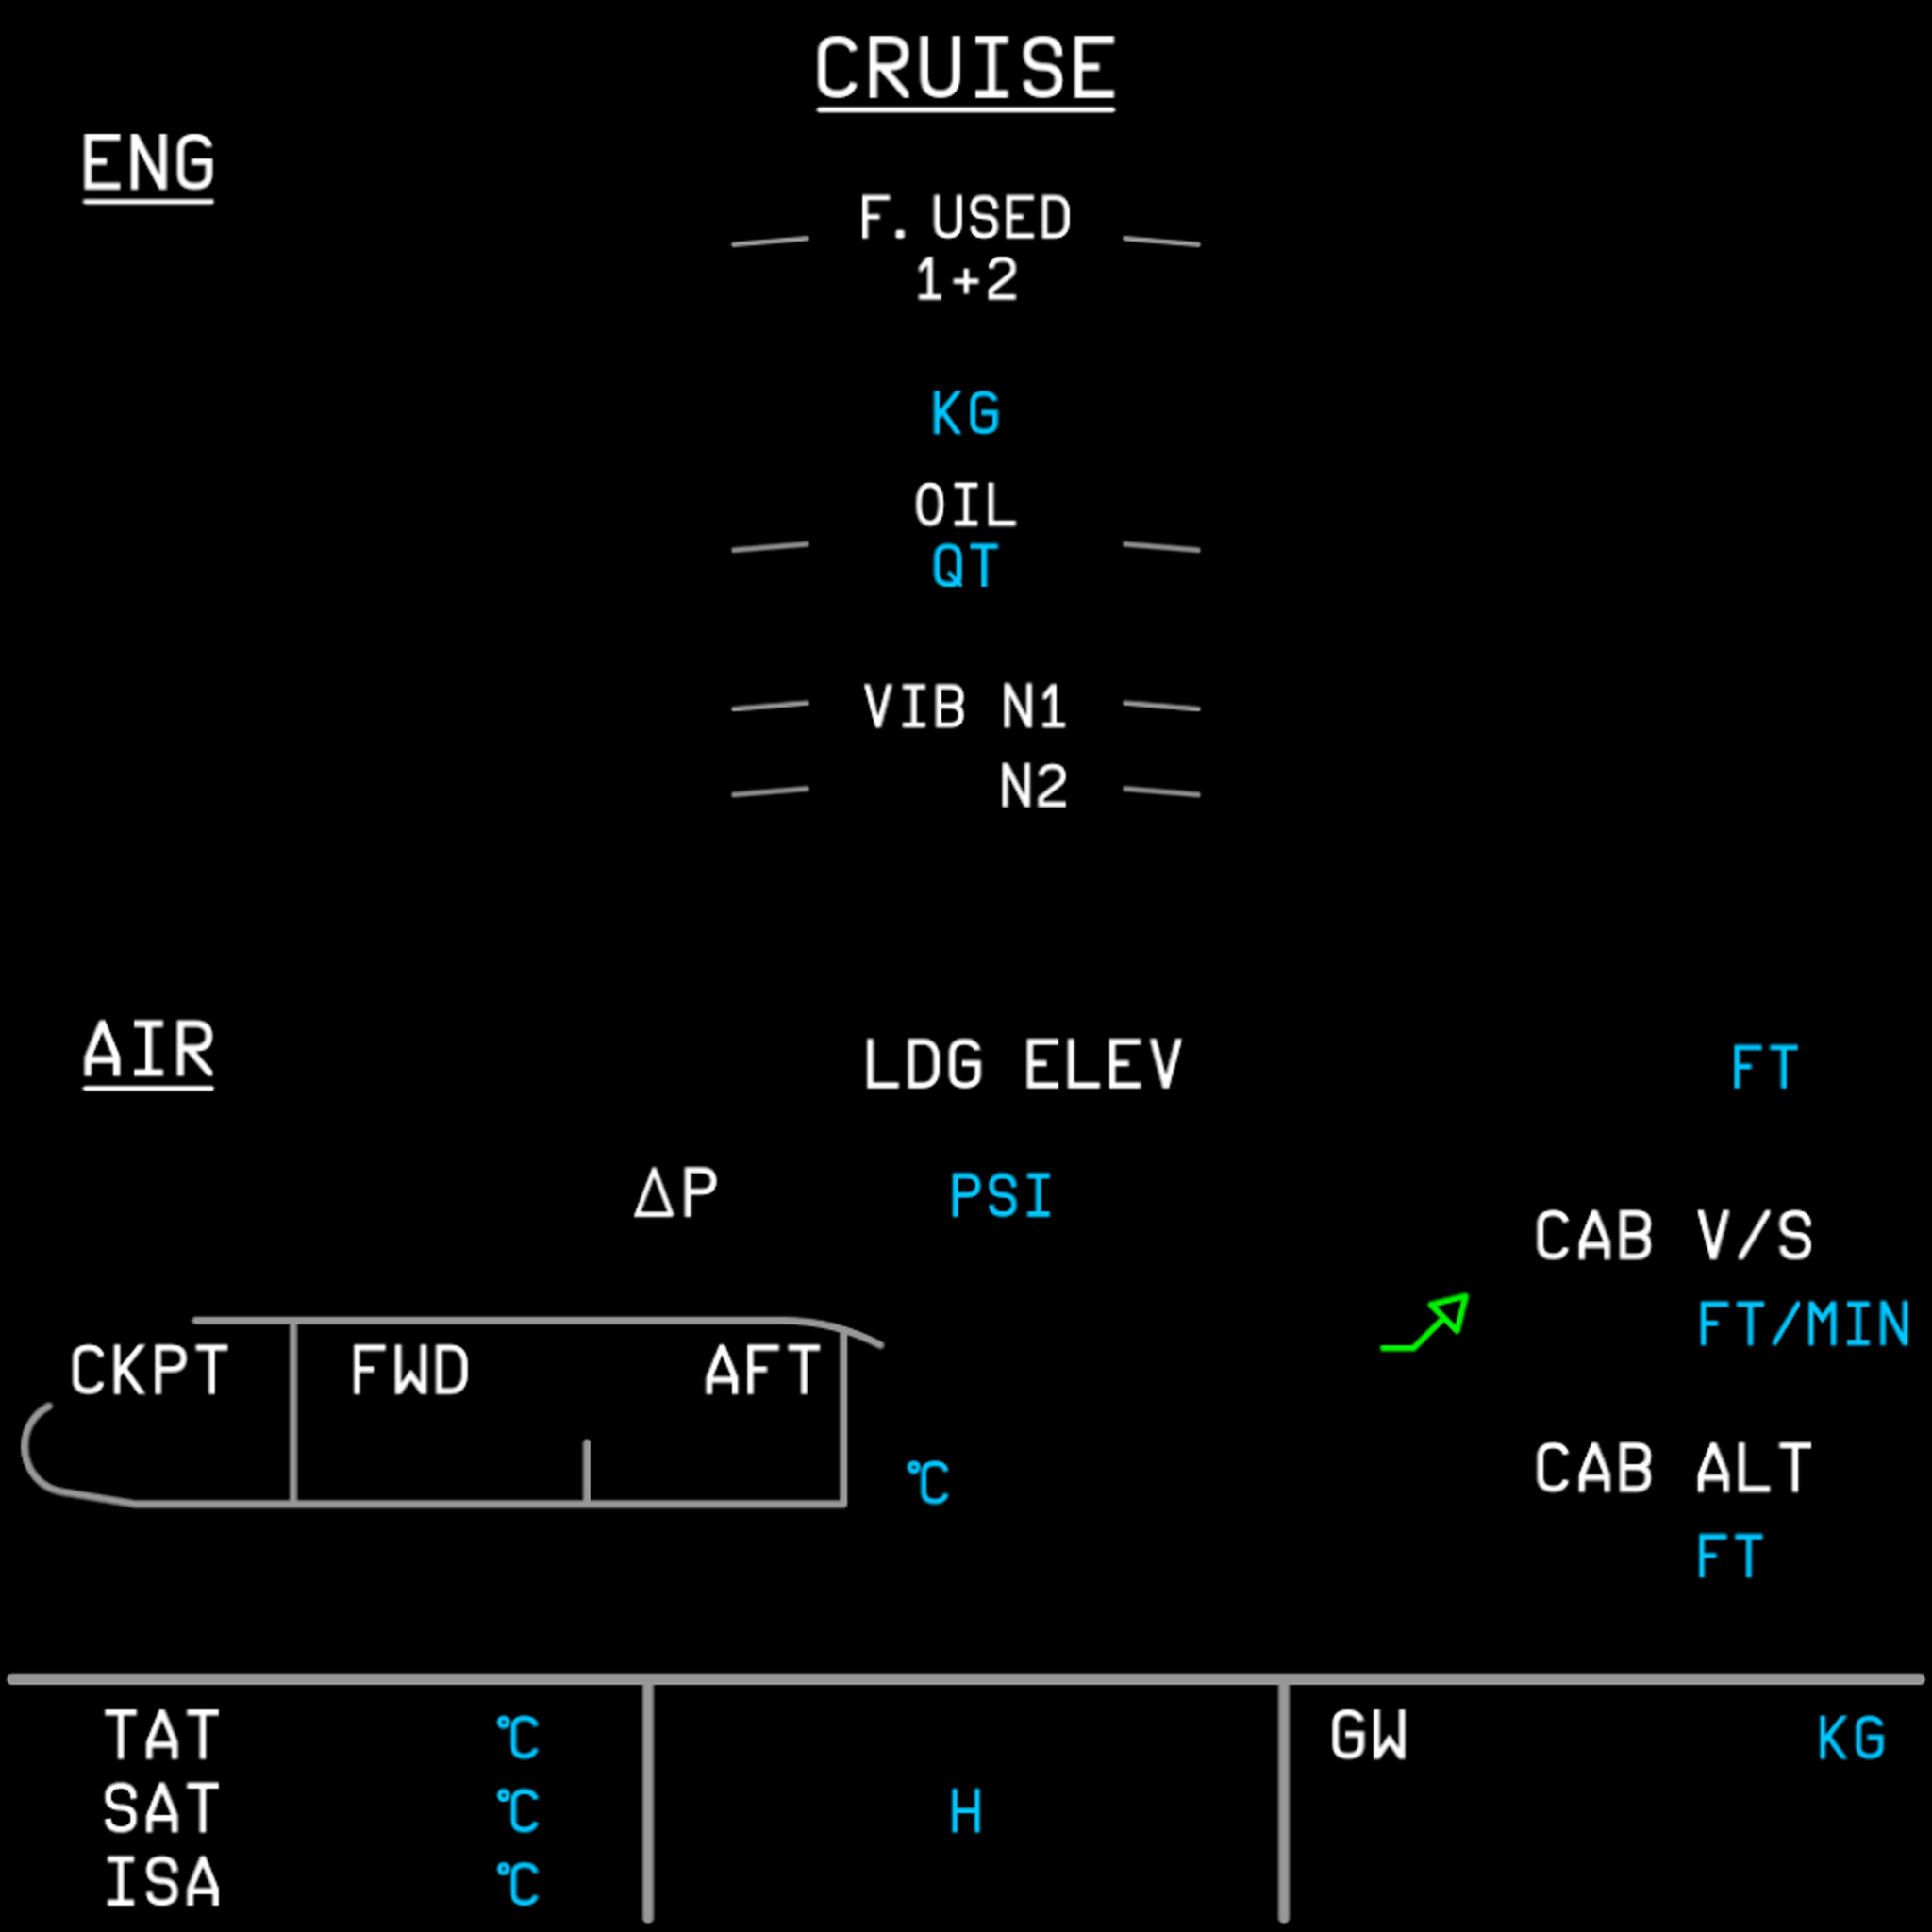 CRUISE
ENG
F. USED
1+2
KG
OIL
QT
VIB N1
N2
AIR
LDG ELEV FT
ΔP PSI
CAB V/S
FT/MIN
CKPT FWD AFT
CAB ALT
°C
FT
TAT °C GW KG
SAT °C H
ISA °C